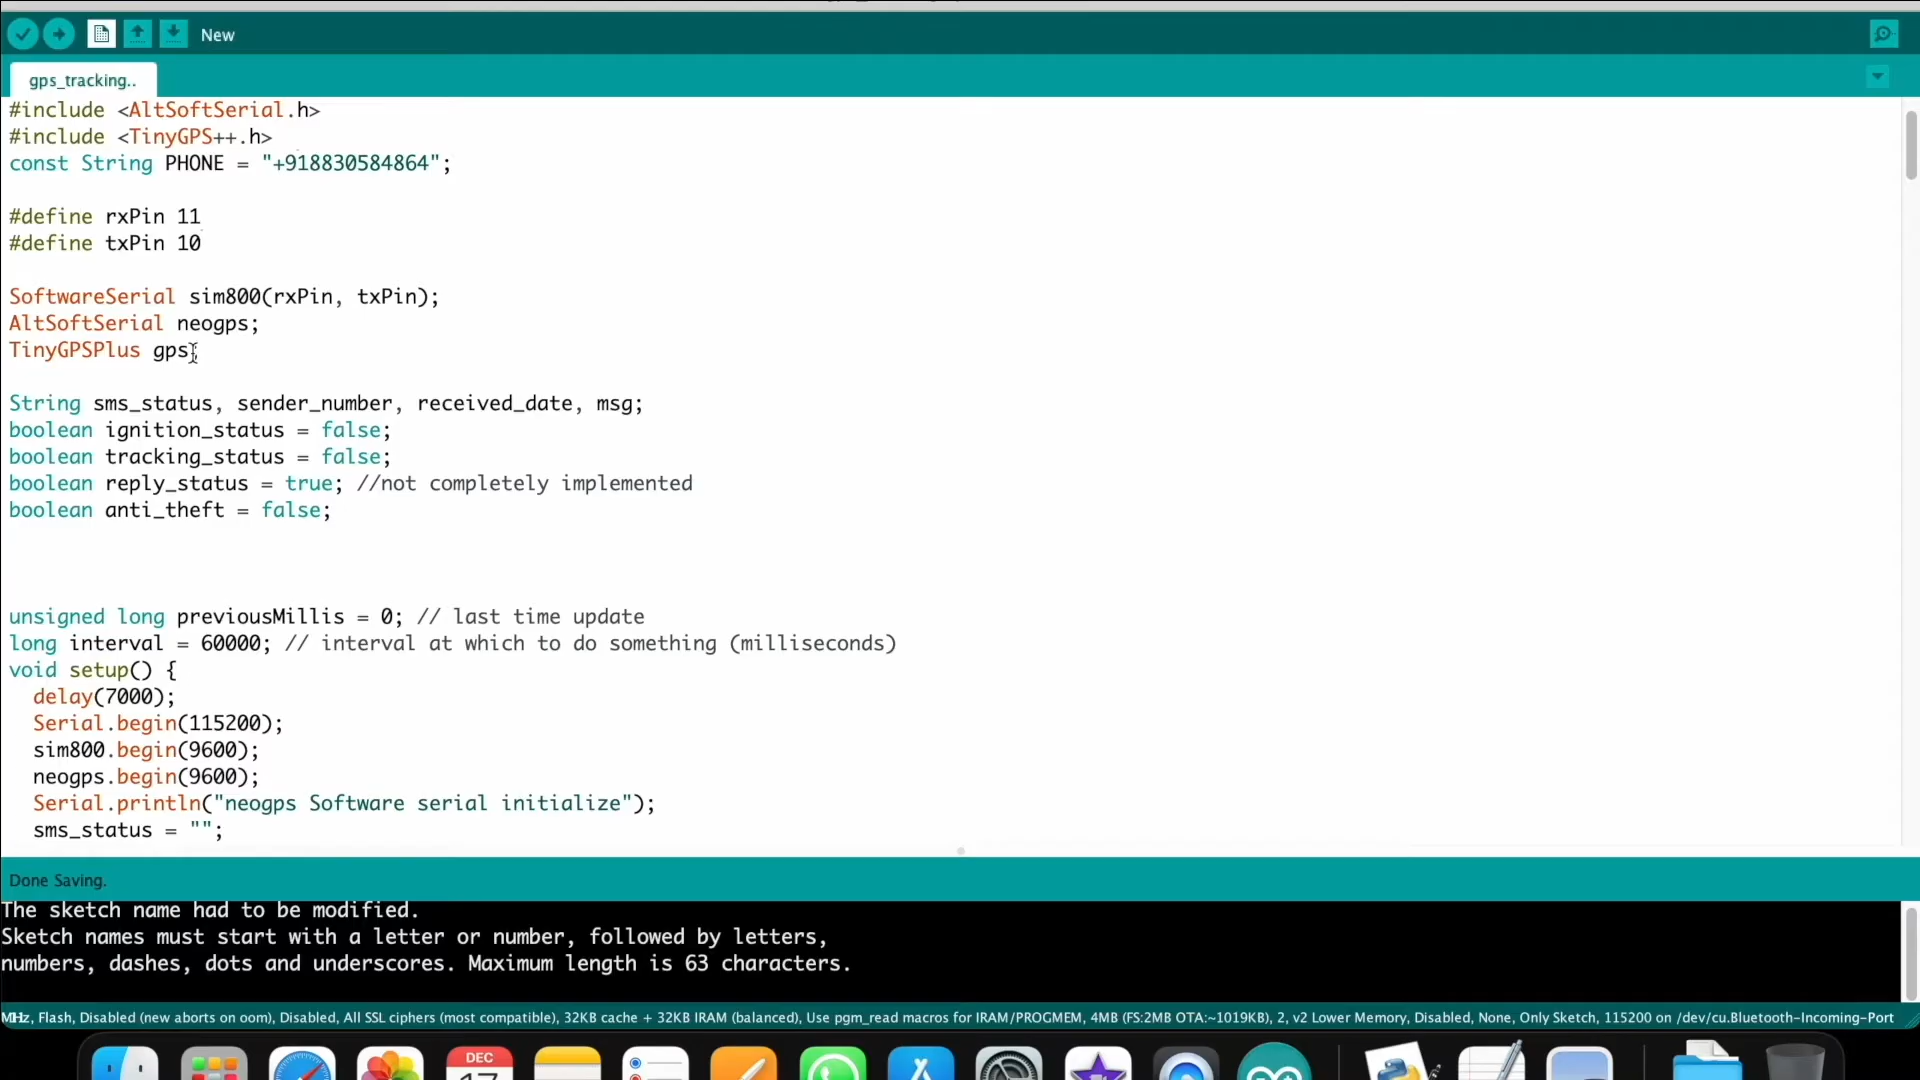 New
gps_tracking..
#include <AltSoftSerial.h>
#include <TinyGPS++.h>
const String PHONE = "+918830584864";
#define rxPin 11
#define txPin 10
SoftwareSerial sim800(rxPin, txPin);
AltSoftSerial neogps;
TinyGPSPlus gps;
String sms_status, sender_number, received_date, msg;
boolean ignition_status = false;
boolean tracking_status = false;
boolean reply_status = true; //not completely implemented
boolean anti_theft = false;
unsigned long previousMillis = 0; // last time update
long interval = 60000; // interval at which to do something (milliseconds)
void setup() {
  delay(7000);
  Serial.begin(115200);
  sim800.begin(9600);
  neogps.begin(9600);
  Serial.println("neogps Software serial initialize");
  sms_status = "";
Done Saving.
The sketch name had to be modified.
Sketch names must start with a letter or number, followed by letters,
numbers, dashes, dots and underscores. Maximum length is 63 characters.
MHz, Flash, Disabled (new aborts on oom), Disabled, All SSL ciphers (most compatible), 32KB cache + 32KB IRAM (balanced), Use pgm_read macros for IRAM/PROGMEM, 4MB (FS:2MB OTA:~1019KB), 2, v2 Lower Memory, Disabled, None, Only Sketch, 115200 on /dev/cu.Bluetooth-Incoming-Port
DEC
17